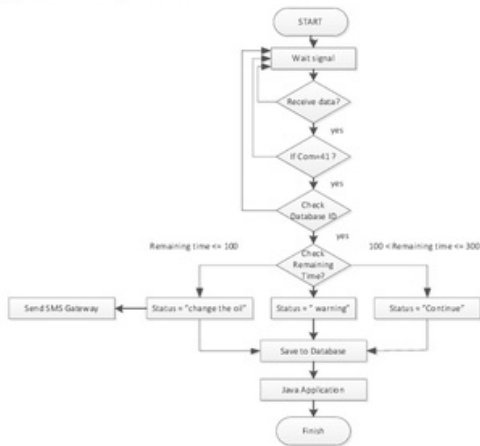 START
Wait signal
Receive data?
yes
If Com=41 ?
yes
Check
Database ID
yes
Remaining time <= 100
100 < Remaining time <= 300
Check
Remaining
Time?
Send SMS Gateway
Status = "change the oil"
Status = " warning"
Status = "Continue"
Save to Database
Java Application
Finish